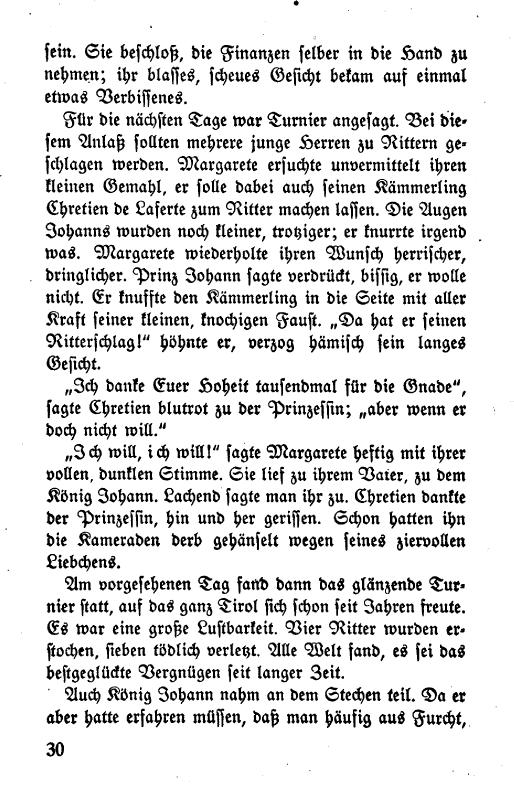 sein. Sie beschloß, die Finanzen selber in die Hand zu
nehmen; ihr blasses, scheues Gesicht bekam auf einmal
etwas Verbissenes.
Für die nächsten Tage war Turnier angesagt. Bei die-
sem Anlaß sollten mehrere junge Herren zu Rittern ge-
schlagen werden. Margarete ersuchte unvermittelt ihren
kleinen Gemahl, er solle dabei auch seinen Kämmerling
Chretien de Laferte zum Ritter machen lassen. Die Augen
Johanns wurden noch kleiner, trotziger; er knurrte irgend
was. Margarete wiederholte ihren Wunsch herrischer,
dringlicher. Prinz Johann sagte verdrückt, bissig, er wolle
nicht. Er knuffte den Kämmerling in die Seite mit aller
Kraft seiner kleinen, knochigen Faust. „Da hat er seinen
Ritterschlag!“ höhnte er, verzog hämisch sein langes
Gesicht.
„Ich danke Euer Hoheit tausendmal für die Gnade“,
sagte Chretien blutrot zu der Prinzessin; „aber wenn er
doch nicht will.“
„Ich will, ich will!“ sagte Margarete heftig mit ihrer
vollen, dunklen Stimme. Sie lief zu ihrem Vater, zu dem
König Johann. Lachend sagte man ihr zu. Chretien dankte
der Prinzessin, hin und her gerissen. Schon hatten ihn
die Kameraden derb gehänselt wegen seines ziervollen
Liebchens.
Am vorgesehenen Tag fand dann das glänzende Tur-
nier statt, auf das ganz Tirol sich schon seit Jahren freute.
Es war eine große Lustbarkeit. Vier Ritter wurden er-
stochen, sieben tödlich verletzt. Alle Welt fand, es sei das
bestgeglückte Vergnügen seit langer Zeit.
Auch König Johann nahm an dem Stechen teil. Da er
aber hatte erfahren müssen, daß man häufig aus Furcht,
30